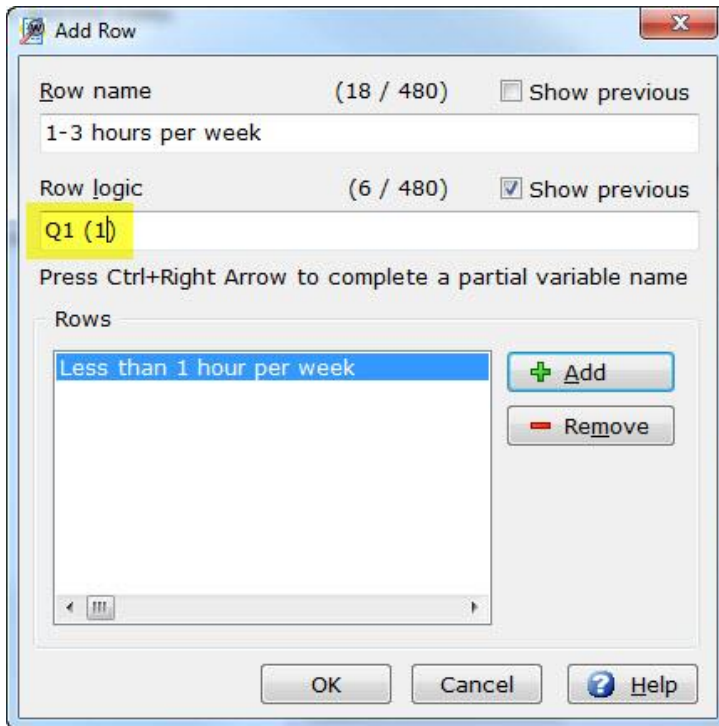 Add Row
Row name (18 / 480) Show previous
1-3 hours per week
Row logic (6 / 480) Show previous
Q1 (1)
Press Ctrl+Right Arrow to complete a partial variable name
Rows
Less than 1 hour per week
Add
Remove
OK Cancel Help